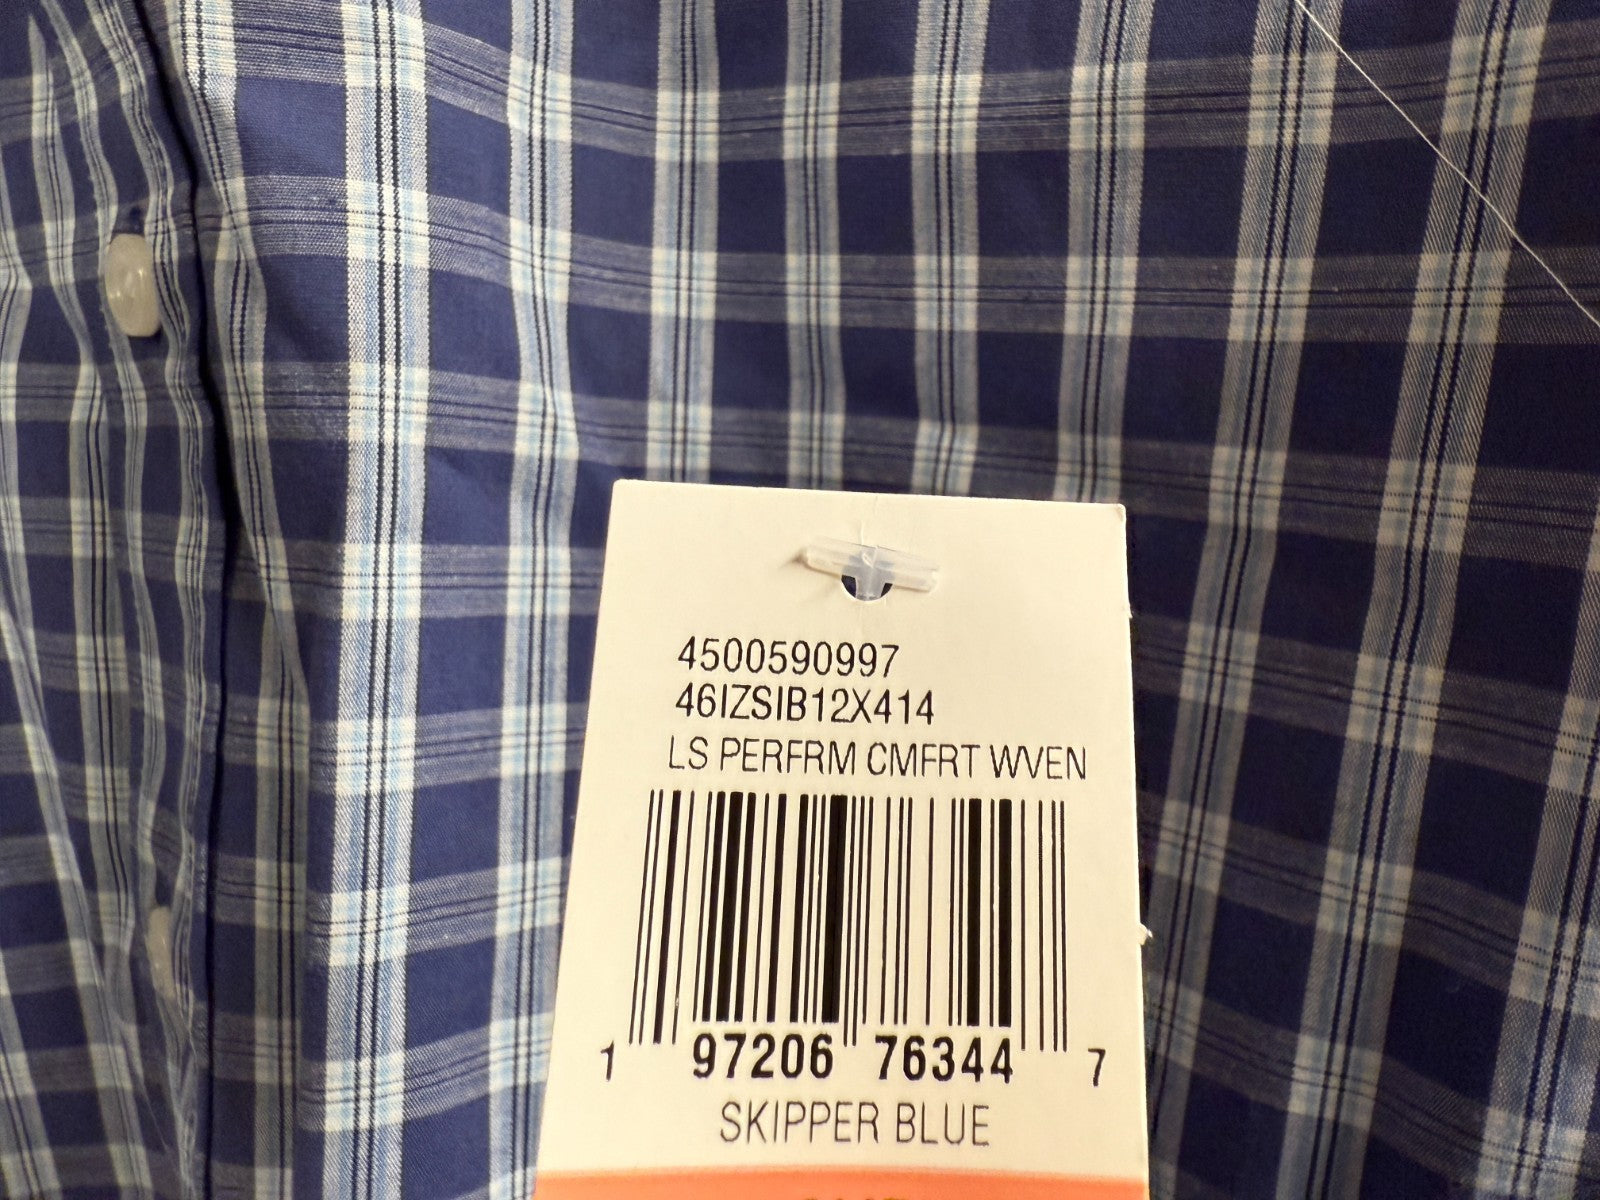 4500590997
46IZSIB12X414
LS PERFRM CMFRT WVEN
1 97206 76344 7
SKIPPER BLUE